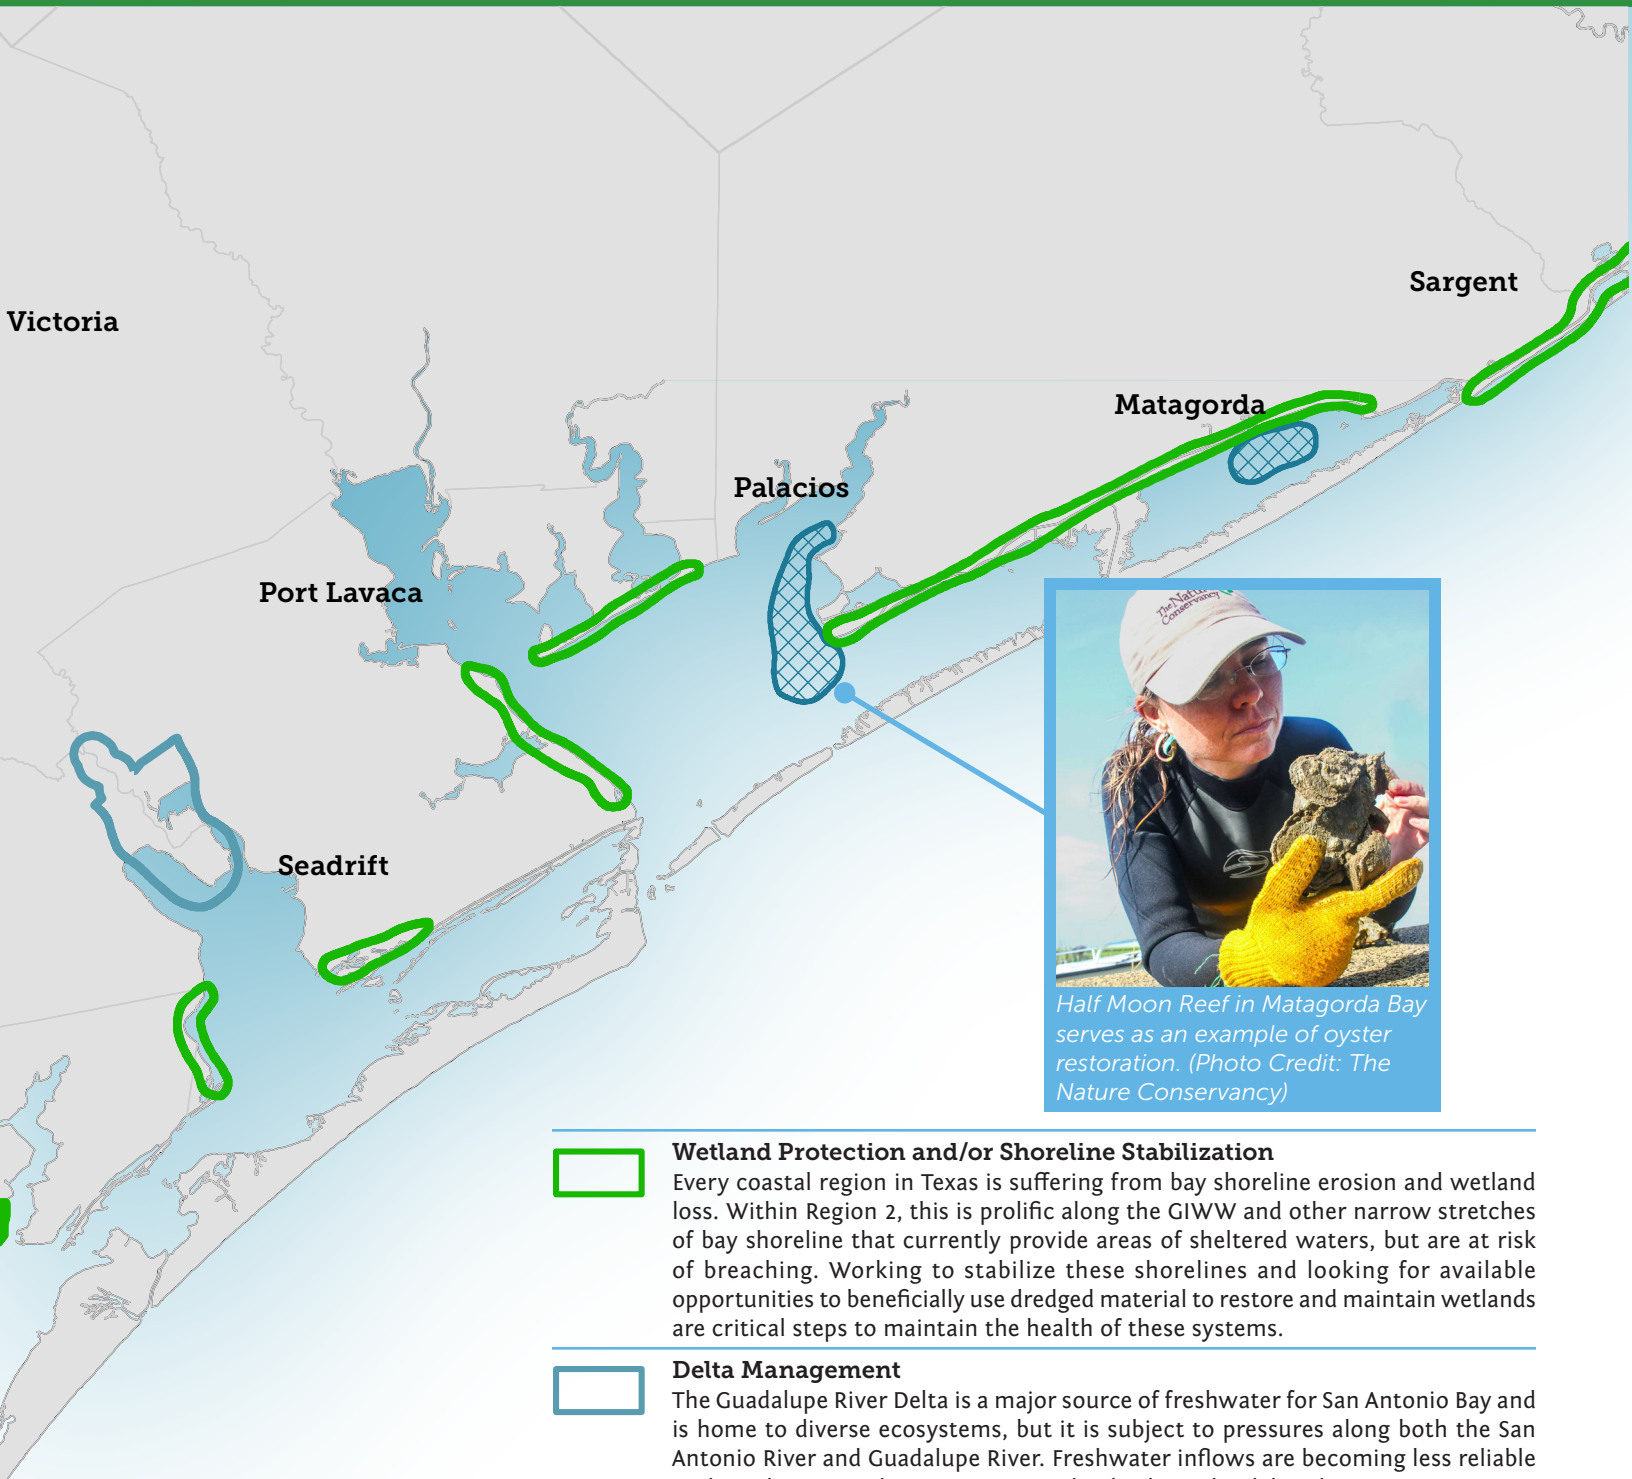 Sargent
Victoria
Matagorda
Palacios
Port Lavaca
Seadrift
The Nature
Conservancy
Half Moon Reef in Matagorda Bay
serves as an example of oyster
restoration. (Photo Credit: The
Nature Conservancy)
Wetland Protection and/or Shoreline Stabilization
Every coastal region in Texas is suffering from bay shoreline erosion and wetland
loss. Within Region 2, this is prolific along the GIWW and other narrow stretches
of bay shoreline that currently provide areas of sheltered waters, but are at risk
of breaching. Working to stabilize these shorelines and looking for available
opportunities to beneficially use dredged material to restore and maintain wetlands
are critical steps to maintain the health of these systems.
Delta Management
The Guadalupe River Delta is a major source of freshwater for San Antonio Bay and
is home to diverse ecosystems, but it is subject to pressures along both the San
Antonio River and Guadalupe River. Freshwater inflows are becoming less reliable